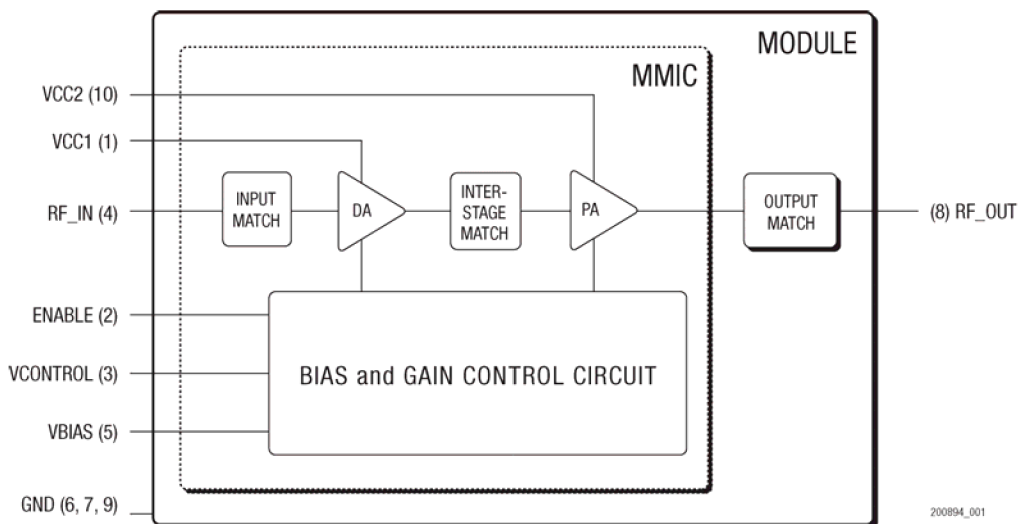 MODULE
MMIC
VCC2 (10)
VCC1 (1)
RF_IN (4)
INPUT
MATCH
DA
INTER-
STAGE
MATCH
PA
OUTPUT
MATCH
(8) RF_OUT
ENABLE (2)
VCONTROL (3)
BIAS and GAIN CONTROL CIRCUIT
VBIAS (5)
GND (6, 7, 9)
200894_001